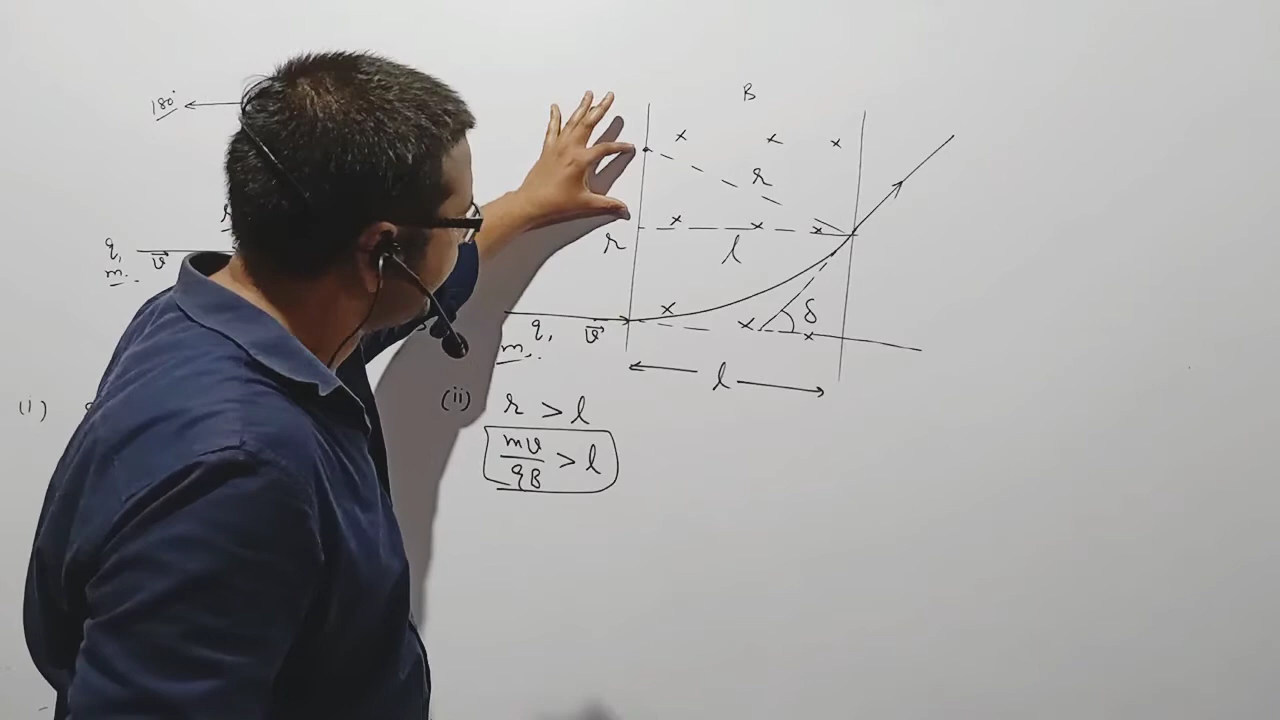 180°
B
x x x
r
x x x
r l
q, v⃗
m
x x x δ
q, v⃗
m
l
(i)
(ii) r > l
mv/qB > l